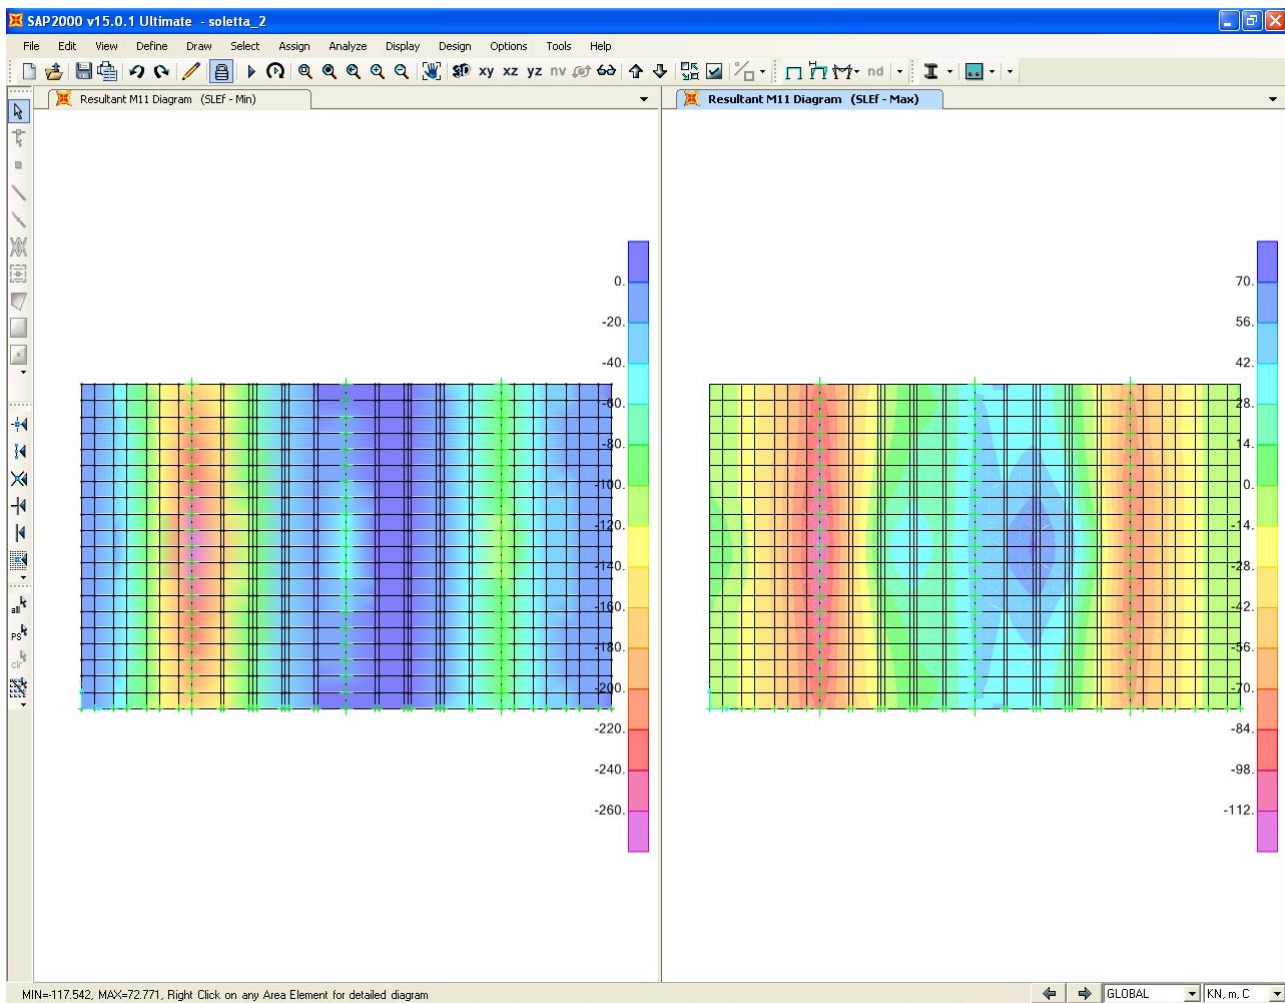 SAP2000 v15.0.1 Ultimate - soletta_2
File Edit View Define Draw Select Assign Analyze Display Design Options Tools Help
3D xy xz yz nv nd
Resultant M11 Diagram (SLEf - Min)
Resultant M11 Diagram (SLEf - Max)
all
PS
clr
0.
-20.
-40.
-60.
-80.
-100.
-120.
-140.
-160.
-180.
-200.
-220.
-240.
-260.
70.
56.
42.
28.
14.
0.
-14.
-28.
-42.
-56.
-70.
-84.
-98.
-112.
MIN=-117.542, MAX=72.771, Right Click on any Area Element for detailed diagram
GLOBAL
KN, m, C